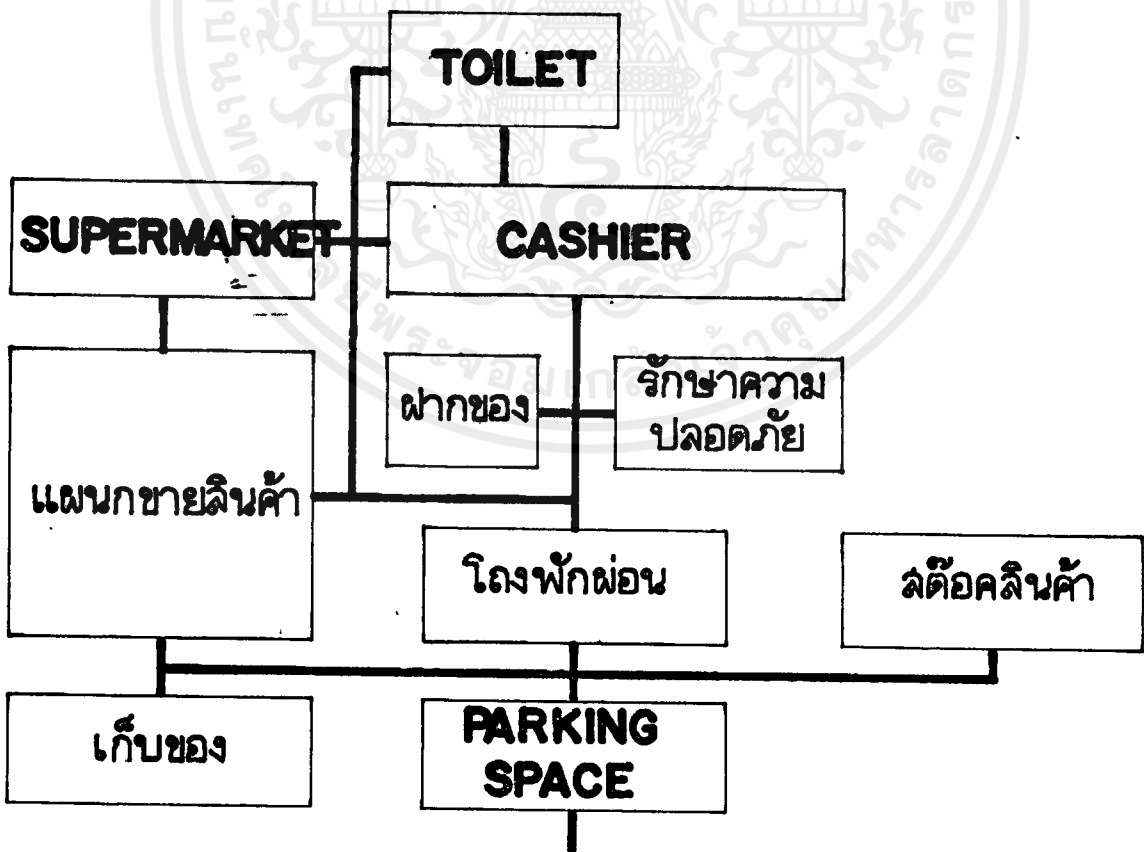 TOILET
SUPERMARKET
CASHIER
ฝากของ
รักษาความ
ปลอดภัย
แผนกขายสินค้า
โถงพักผ่อน
สต๊อคสินค้า
เก็บของ
PARKING
SPACE